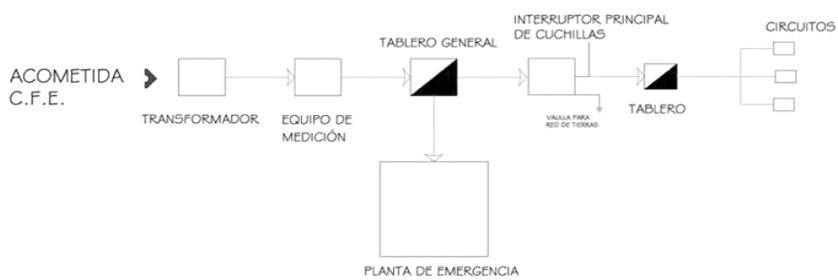 ACOMETIDA
C.F.E.
TRANSFORMADOR
EQUIPO DE
MEDICIÓN
TABLERO GENERAL
INTERRUPTOR PRINCIPAL
DE CUCHILLAS
VALILLA PARA
RED DE TIERRAS
TABLERO
CIRCUITOS
PLANTA DE EMERGENCIA